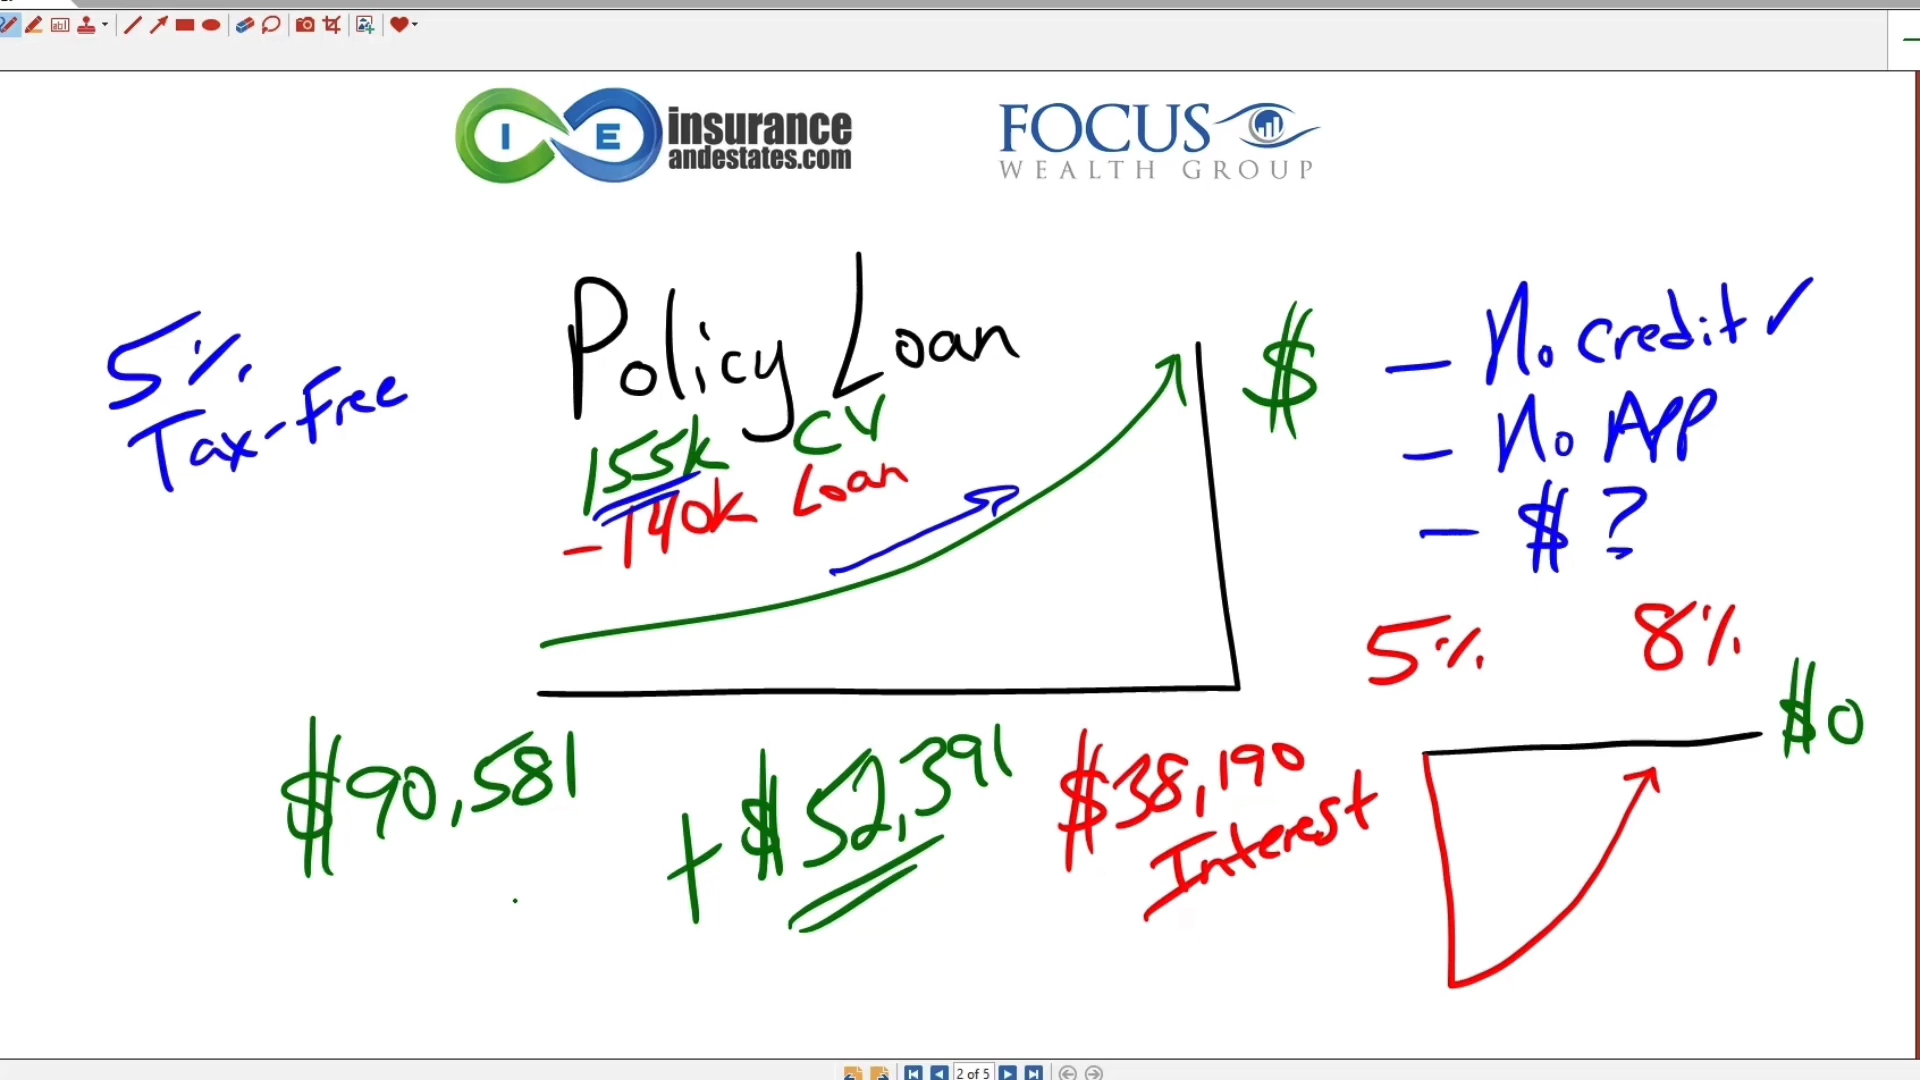 I E insurance
andestates.com
FOCUS
WEALTH GROUP
5%
Tax-Free
Policy Loan
155k CV
-140k Loan
$
- No credit ✓
- No App
- $ ?
5% 8%
$0
$90,581
+ $52,391
$38,190
Interest
2 of 5